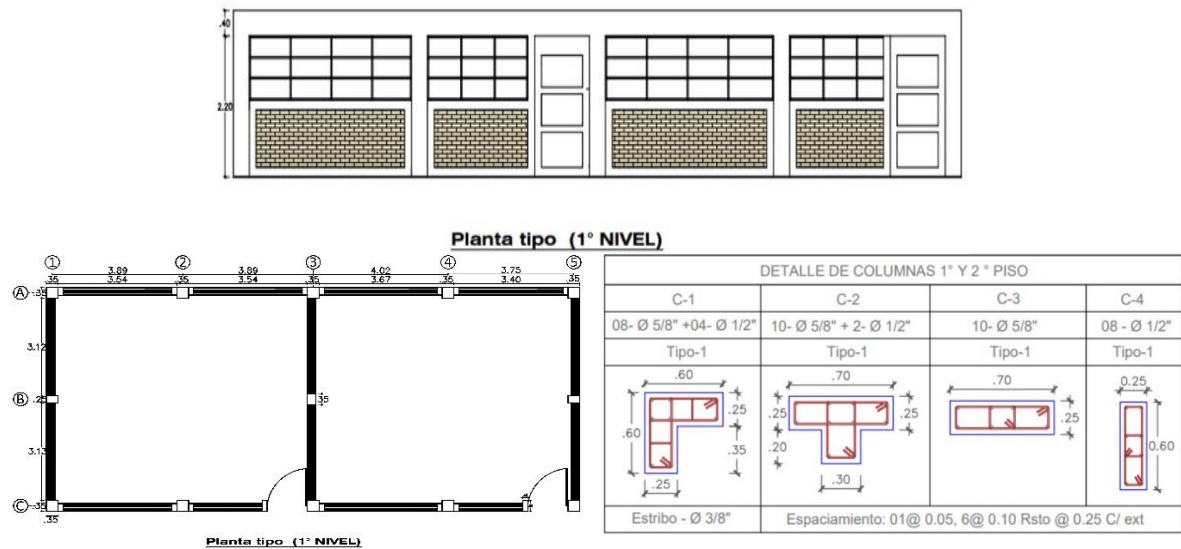 .40
2.20
Planta tipo (1° NIVEL)
1 2 3 4 5
3.89 3.89 4.02 3.75
.35 3.54 .35 3.54 .35 3.67 .35 3.40 .35
A .35
3.12
B .25 .35
3.13
C .35
.35
Planta tipo (1° NIVEL)
DETALLE DE COLUMNAS 1° Y 2 ° PISO
C-1 C-2 C-3 C-4
08- Ø 5/8" +04- Ø 1/2" 10- Ø 5/8" + 2- Ø 1/2" 10- Ø 5/8" 08 - Ø 1/2"
Tipo-1 Tipo-1 Tipo-1 Tipo-1
.60 .70 .70 0.25
.60 .25 .35 .25 .20 .25 .25 0.60
.25 .30
Estribo - Ø 3/8" Espaciamiento: 01@ 0.05, 6@ 0.10 Rsto @ 0.25 C/ ext